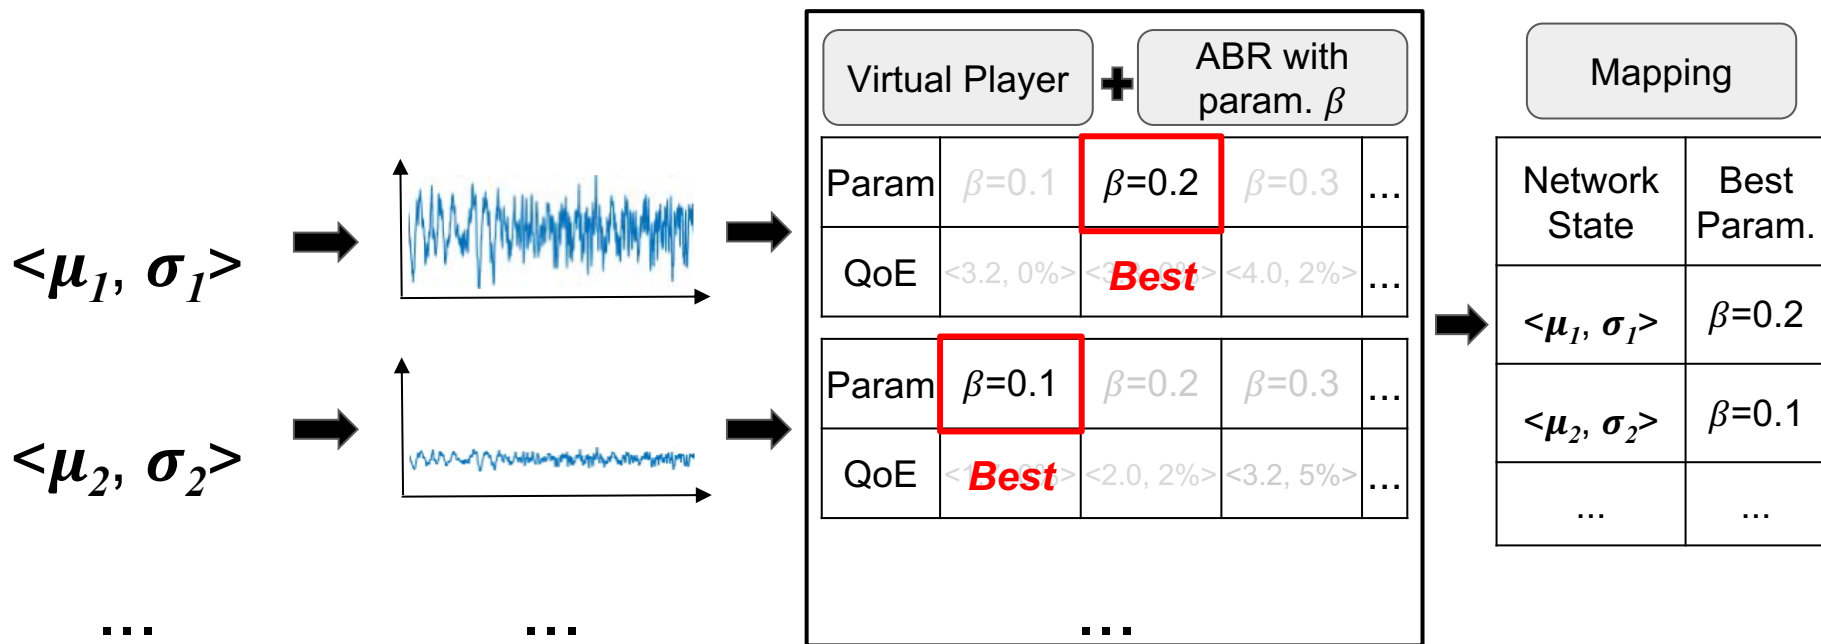 Virtual Player
ABR with
param. β
Mapping
<μ1, σ1>
Param β=0.1 β=0.2 β=0.3 ...
QoE <3.2, 0%> Best <4.0, 2%> ...
<μ2, σ2>
Param β=0.1 β=0.2 β=0.3 ...
QoE Best <2.0, 2%> <3.2, 5%> ...
... ... ...
Network
State
Best
Param.
<μ1, σ1> β=0.2
<μ2, σ2> β=0.1
... ...